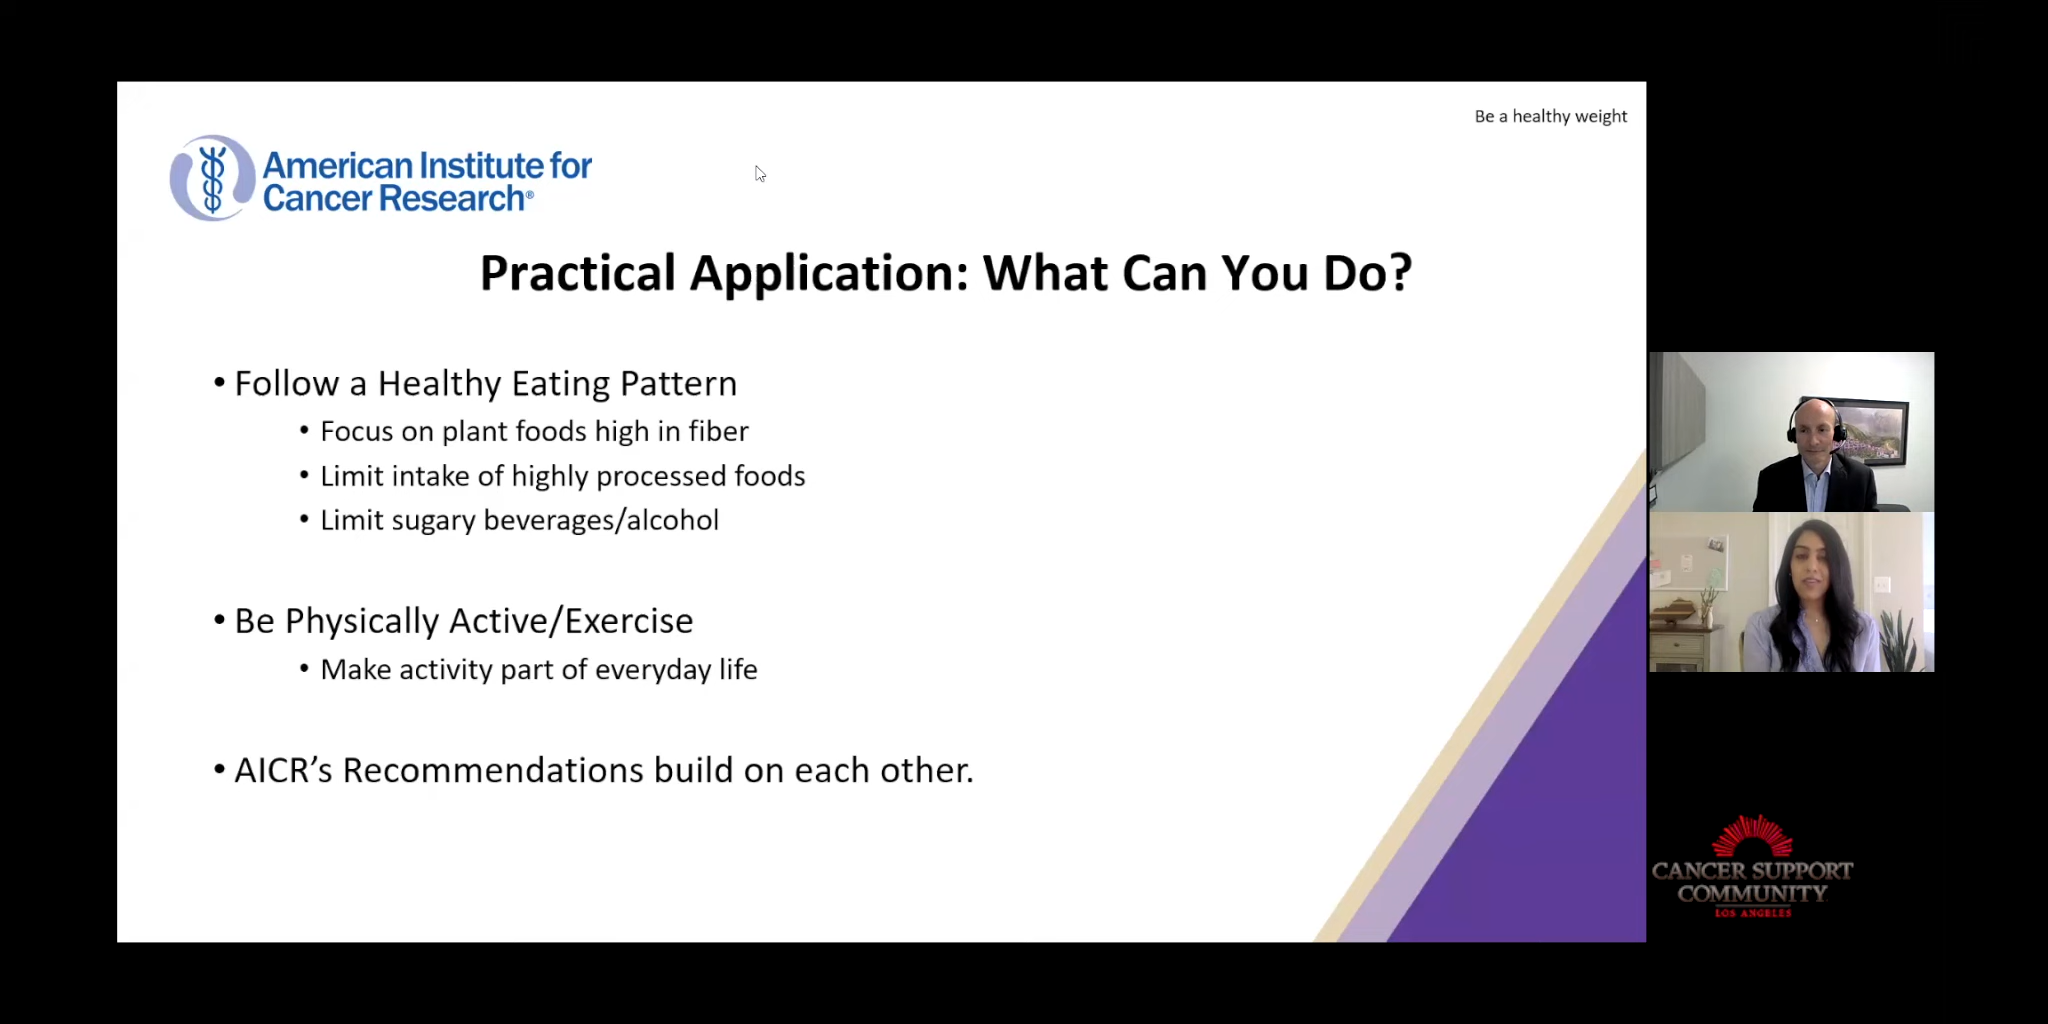 Be a healthy weight
American Institute for
Cancer Research®
Practical Application: What Can You Do?
• Follow a Healthy Eating Pattern
• Focus on plant foods high in fiber
• Limit intake of highly processed foods
• Limit sugary beverages/alcohol
• Be Physically Active/Exercise
• Make activity part of everyday life
• AICR’s Recommendations build on each other.
CANCER SUPPORT
COMMUNITY
LOS ANGELES